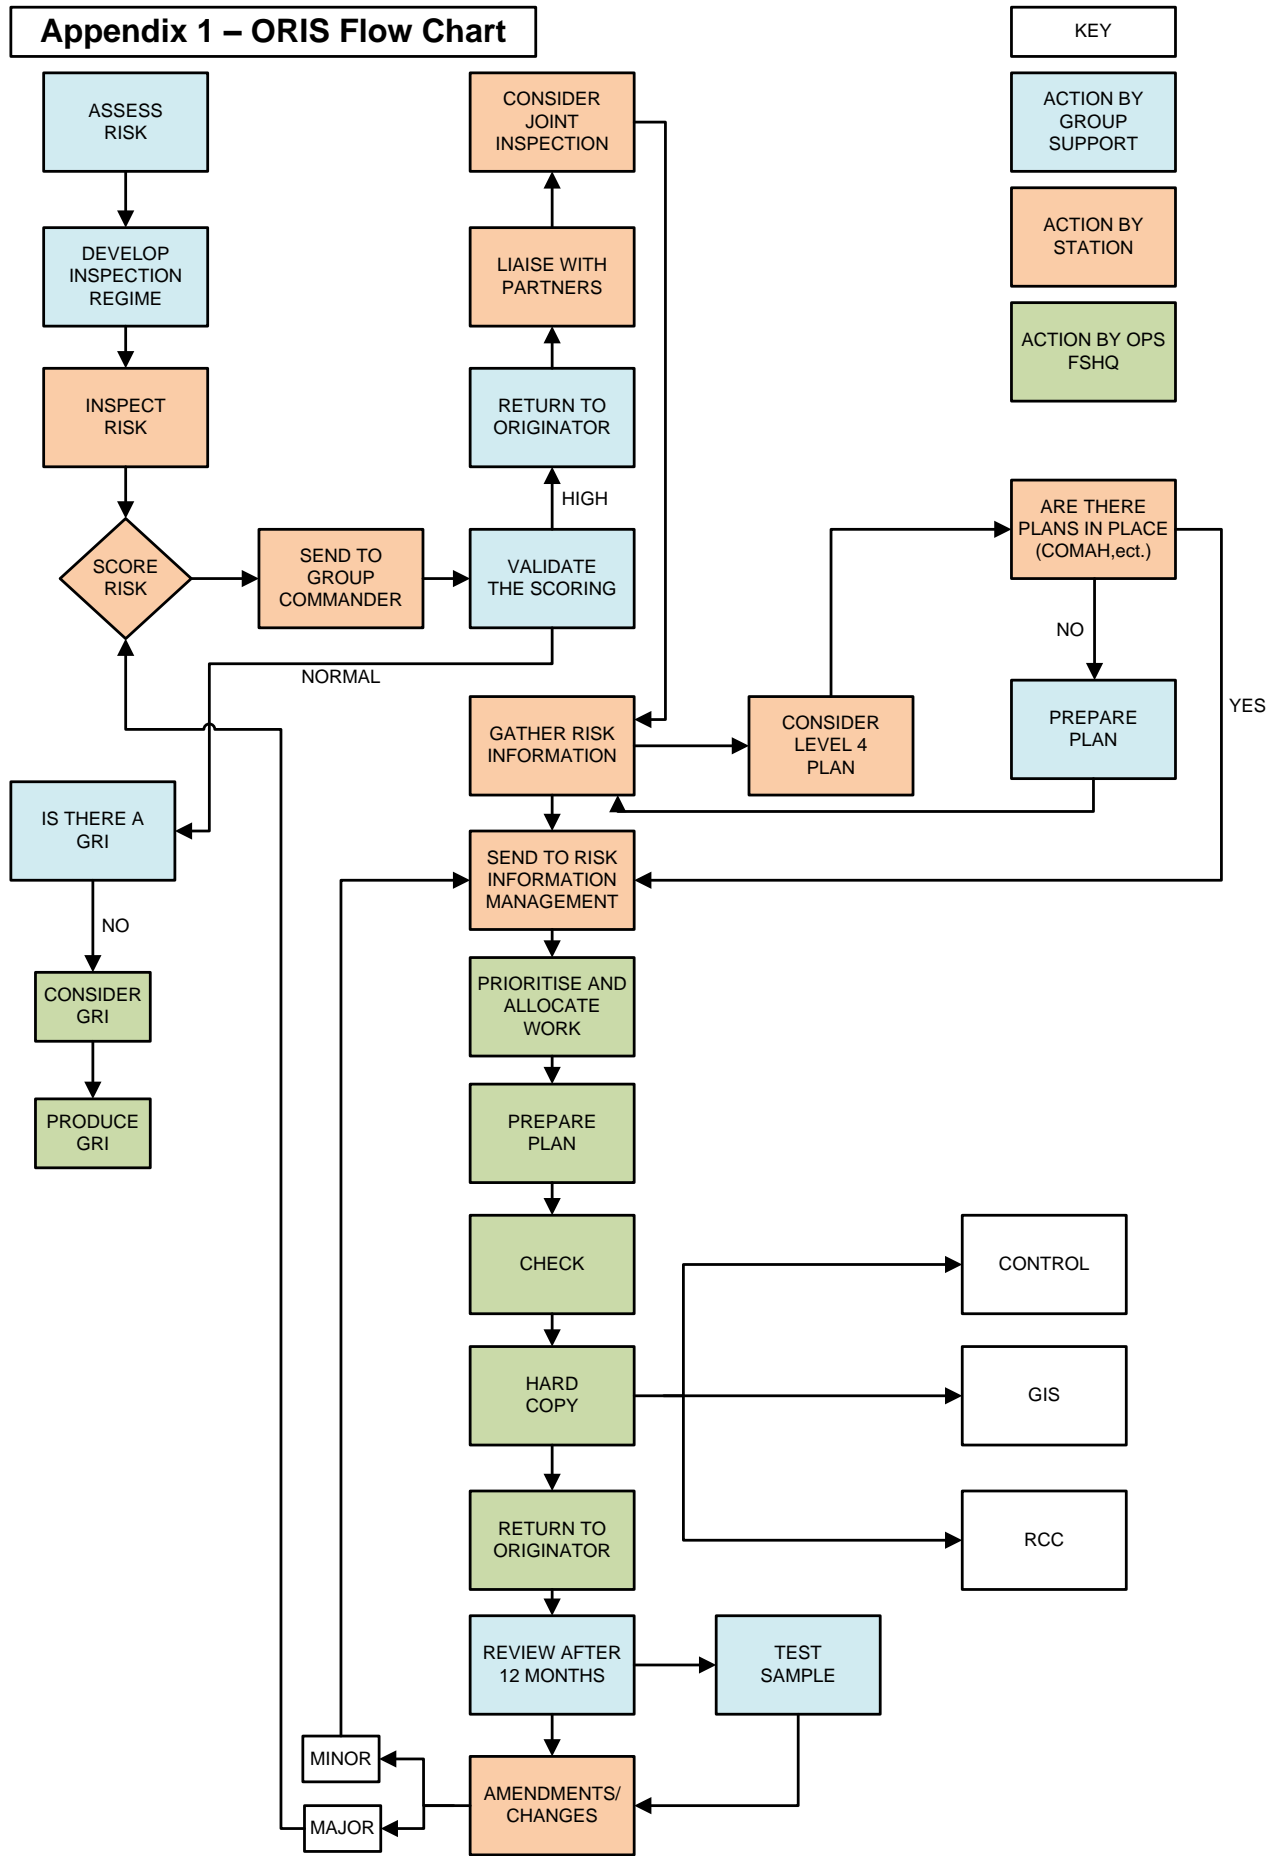 Appendix 1 – ORIS Flow Chart
KEY
ASSESS
RISK
CONSIDER
JOINT
INSPECTION
ACTION BY
GROUP
SUPPORT
DEVELOP
INSPECTION
REGIME
LIAISE WITH
PARTNERS
ACTION BY
STATION
ACTION BY OPS
FSHQ
INSPECT
RISK
RETURN TO
ORIGINATOR
HIGH
SCORE
RISK
SEND TO
GROUP
COMMANDER
VALIDATE
THE SCORING
ARE THERE
PLANS IN PLACE
(COMAH,ect.)
NO
NORMAL
YES
GATHER RISK
INFORMATION
CONSIDER
LEVEL 4
PLAN
PREPARE
PLAN
IS THERE A
GRI
SEND TO RISK
INFORMATION
MANAGEMENT
NO
CONSIDER
GRI
PRIORITISE AND
ALLOCATE
WORK
PRODUCE
GRI
PREPARE
PLAN
CHECK
CONTROL
HARD
COPY
GIS
RETURN TO
ORIGINATOR
RCC
REVIEW AFTER
12 MONTHS
TEST
SAMPLE
MINOR
AMENDMENTS/
CHANGES
MAJOR